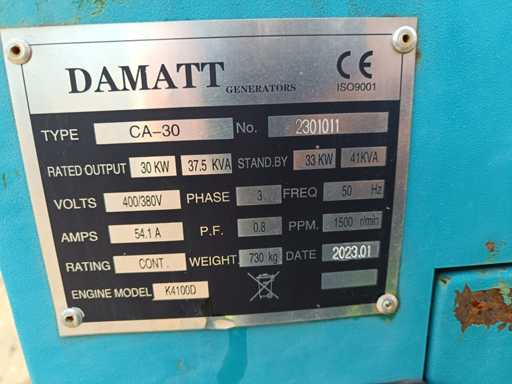 DAMATT GENERATORS CE
ISO9001
TYPE CA-30 No. 2301011
RATED OUTPUT 30 KW 37.5 KVA STAND.BY 33 KW 41KVA
VOLTS 400/380V PHASE 3 FREQ 50 Hz
AMPS 54.1 A P.F. 0.8 PPM. 1500 r/min
RATING CONT. WEIGHT 730 kg DATE 2023.01
ENGINE MODEL K4100D